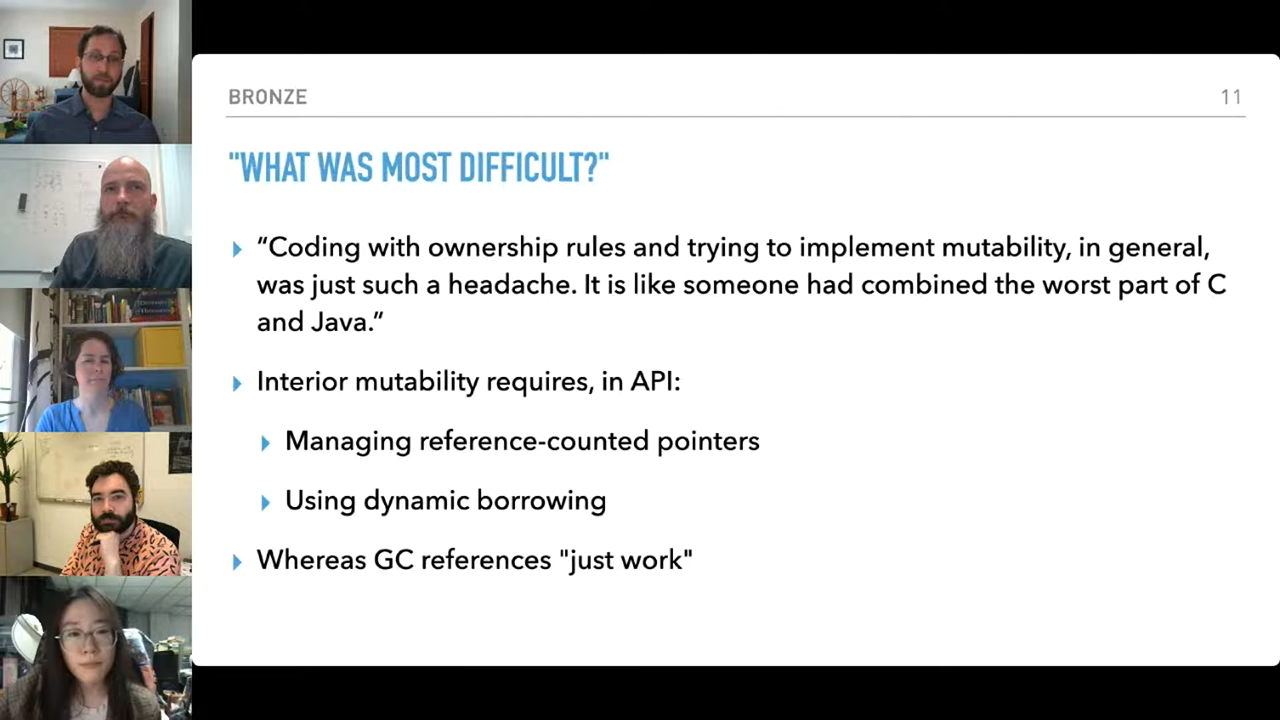 BRONZE
11
"WHAT WAS MOST DIFFICULT?"
“Coding with ownership rules and trying to implement mutability, in general,
was just such a headache. It is like someone had combined the worst part of C
and Java.”
Interior mutability requires, in API:
Managing reference-counted pointers
Using dynamic borrowing
Whereas GC references "just work"